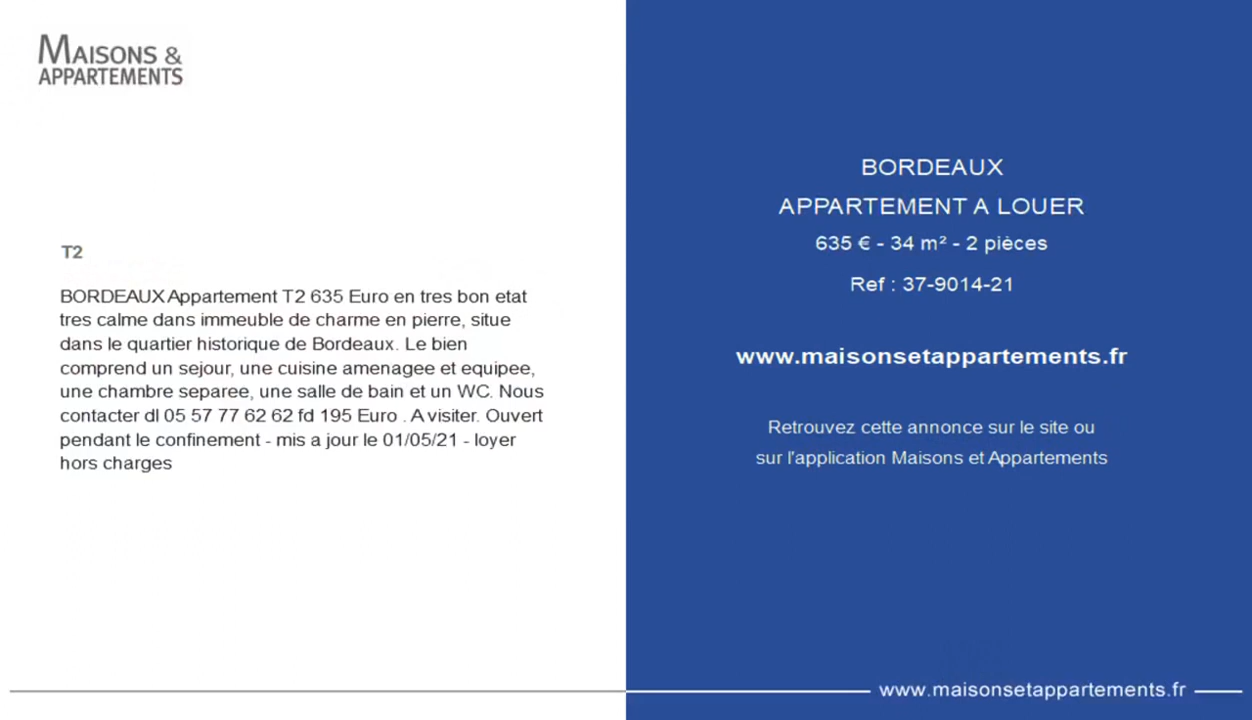 MAISONS &
APPARTEMENTS
T2
BORDEAUX Appartement T2 635 Euro en tres bon etat
tres calme dans immeuble de charme en pierre, situe
dans le quartier historique de Bordeaux. Le bien
comprend un sejour, une cuisine amenagee et equipee,
une chambre separee, une salle de bain et un WC. Nous
contacter dl 05 57 77 62 62 fd 195 Euro . A visiter. Ouvert
pendant le confinement - mis a jour le 01/05/21 - loyer
hors charges
BORDEAUX
APPARTEMENT A LOUER
635 € - 34 m² - 2 pièces
Ref : 37-9014-21
www.maisonsetappartements.fr
Retrouvez cette annonce sur le site ou
sur l'application Maisons et Appartements
www.maisonsetappartements.fr